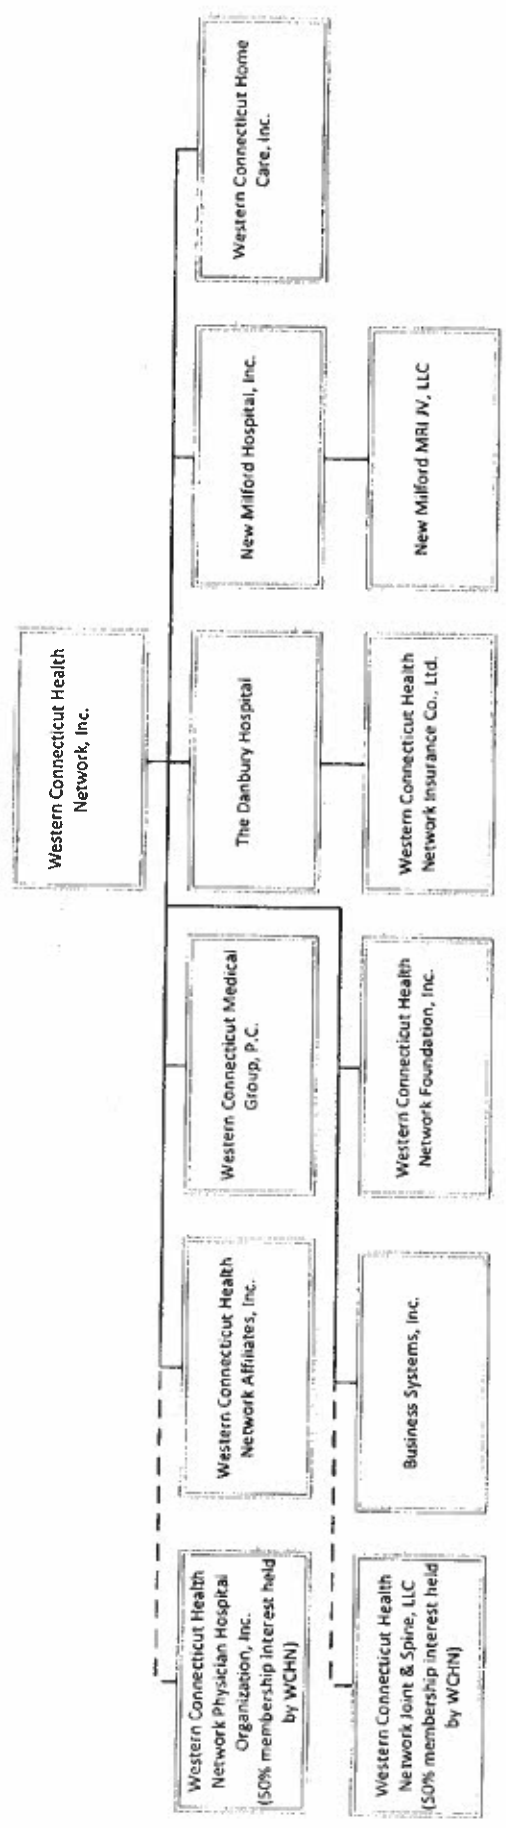 Western Connecticut Health
Network, Inc.
Western Connecticut Health
Network Physician Hospital
Organization, Inc.
(50% membership interest held
by WCHN)
Western Connecticut Health
Network Affiliates, Inc.
Western Connecticut Medical
Group, P.C.
The Danbury Hospital
New Milford Hospital, Inc.
Western Connecticut Home
Care, Inc.
Western Connecticut Health
Network Joint & Spine, LLC
(50% membership interest held
by WCHN)
Business Systems, Inc.
Western Connecticut Health
Network Foundation, Inc.
Western Connecticut Health
Network Insurance Co., Ltd.
New Milford MRI JV, LLC